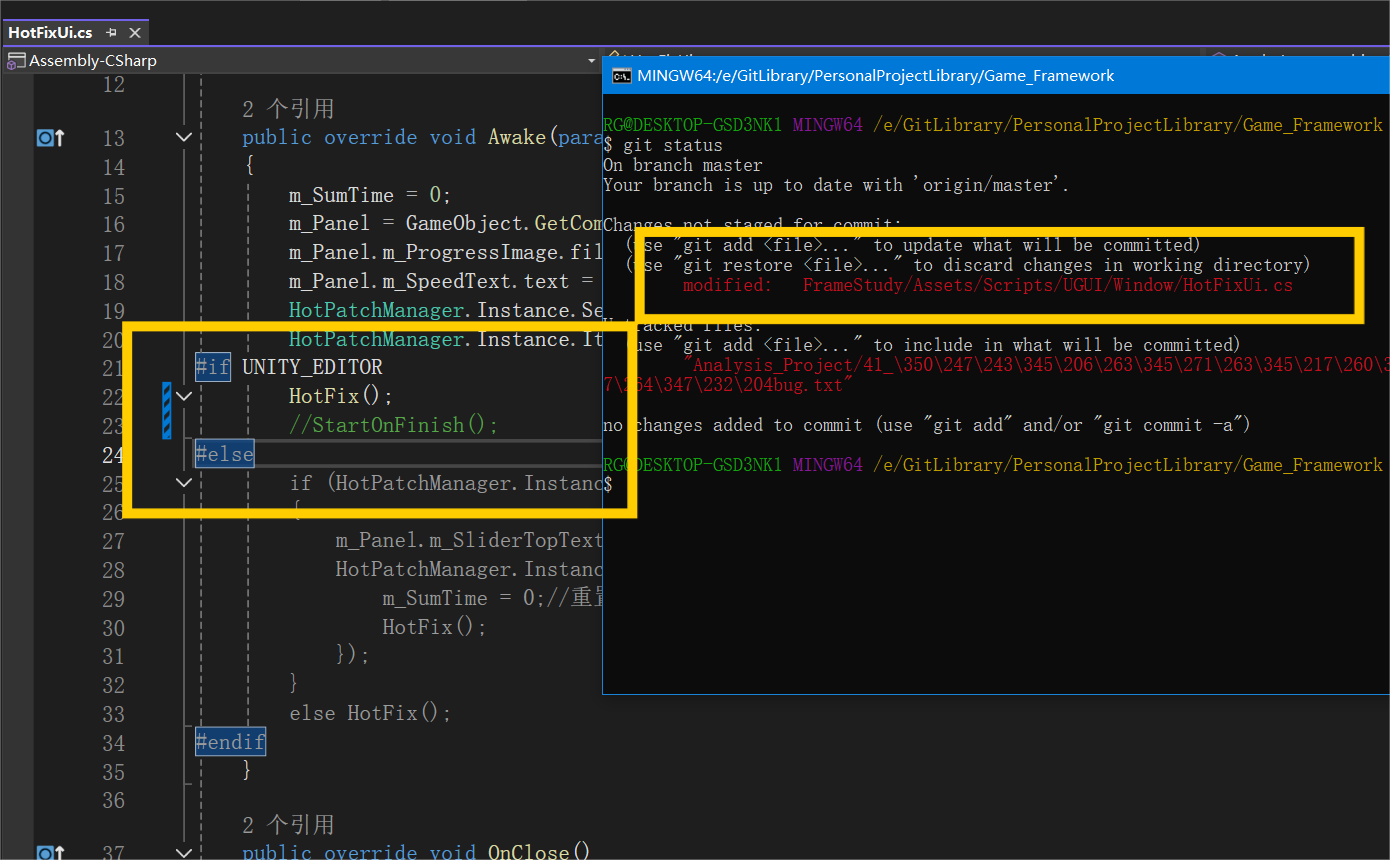 HotFixUi.cs
Assembly-CSharp
12
2 个引用
13 public override void Awake(para
14 {
15 m_SumTime = 0;
16 m_Panel = GameObject.GetCom
17 m_Panel.m_ProgressImage.fil
18 m_Panel.m_SpeedText.text =
19 HotPatchManager.Instance.Se
20 HotPatchManager.Instance.It
21 #if UNITY_EDITOR
22 HotFix();
23 //StartOnFinish();
24 #else
25 if (HotPatchManager.Instanc
26 {
27 m_Panel.m_SliderTopText
28 HotPatchManager.Instanc
29 m_SumTime = 0;//重置
30 HotFix();
31 });
32 }
33 else HotFix();
34 #endif
35 }
36
2 个引用
37 public override void OnClose()
MINGW64:/e/GitLibrary/PersonalProjectLibrary/Game_Framework
RG@DESKTOP-GSD3NK1 MINGW64 /e/GitLibrary/PersonalProjectLibrary/Game_Framework
$ git status
On branch master
Your branch is up to date with 'origin/master'.
Changes not staged for commit:
(use "git add <file>..." to update what will be committed)
(use "git restore <file>..." to discard changes in working directory)
modified: FrameStudy/Assets/Scripts/UGUI/Window/HotFixUi.cs
Untracked files:
(use "git add <file>..." to include in what will be committed)
"Analysis_Project/41_\350\247\243\345\206\263\345\271\263\345\217\260\3
7\264\347\232\204bug.txt"
no changes added to commit (use "git add" and/or "git commit -a")
RG@DESKTOP-GSD3NK1 MINGW64 /e/GitLibrary/PersonalProjectLibrary/Game_Framework
$